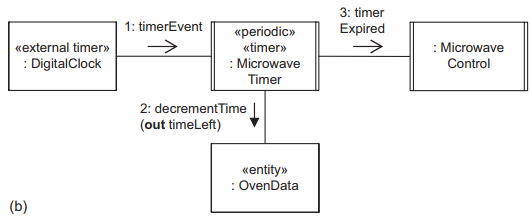 «external timer»
: DigitalClock
1: timerEvent
«periodic»
«timer»
: Microwave
Timer
3: timer
Expired
: Microwave
Control
2: decrementTime
(out timeLeft)
«entity»
: OvenData
(b)